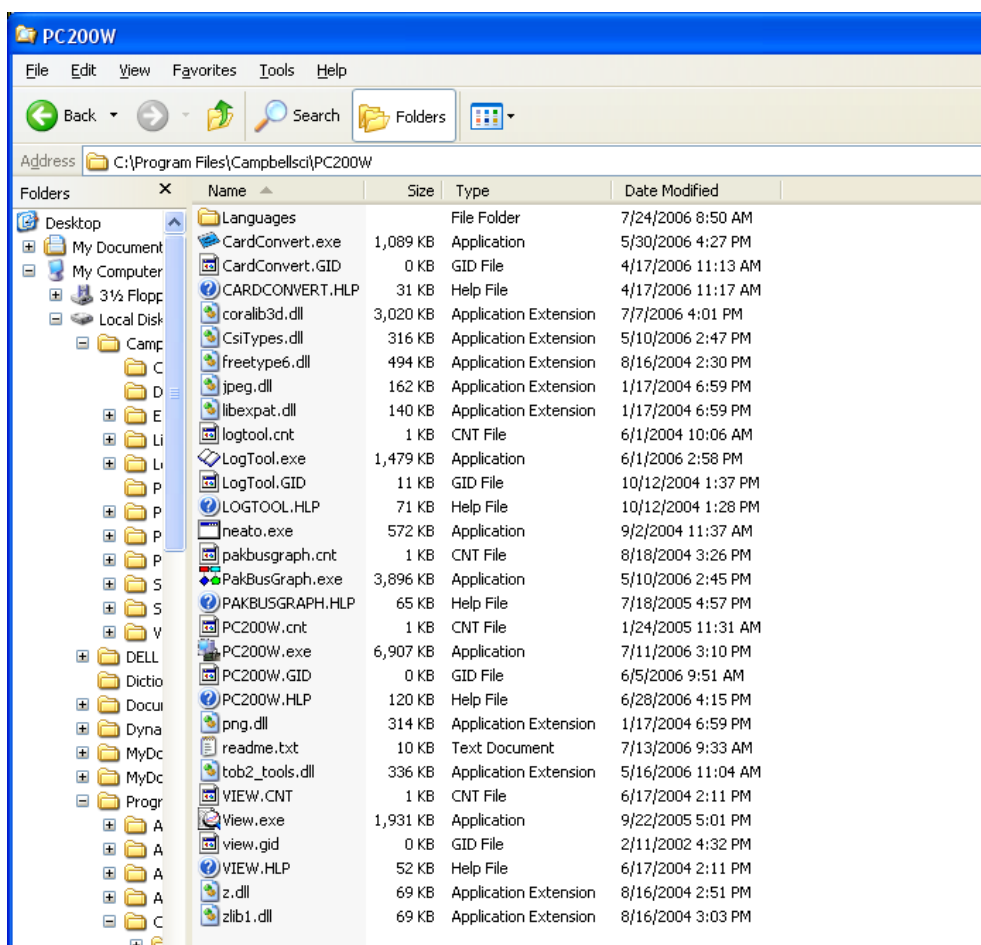 PC200W
File Edit View Favorites Tools Help
Back Search Folders
Address C:\Program Files\Campbellsci\PC200W
Folders X Name Size Type Date Modified
Desktop
My Document
My Computer
3½ Flopp
Local Disk
Camp
C
D
E
Li
L
P
P
P
P
S
S
V
DELL
Dictio
Docu
Dyna
MyDo
MyDo
Progr
A
A
A
A
C
Languages File Folder 7/24/2006 8:50 AM
CardConvert.exe 1,089 KB Application 5/30/2006 4:27 PM
CardConvert.GID 0 KB GID File 4/17/2006 11:13 AM
CARDCONVERT.HLP 31 KB Help File 4/17/2006 11:17 AM
coralib3d.dll 3,020 KB Application Extension 7/7/2006 4:01 PM
CsiTypes.dll 316 KB Application Extension 5/10/2006 2:47 PM
freetype6.dll 494 KB Application Extension 8/16/2004 2:30 PM
jpeg.dll 162 KB Application Extension 1/17/2004 6:59 PM
libexpat.dll 140 KB Application Extension 1/17/2004 6:59 PM
logtool.cnt 1 KB CNT File 6/1/2004 10:06 AM
LogTool.exe 1,479 KB Application 6/1/2006 2:58 PM
LogTool.GID 11 KB GID File 10/12/2004 1:37 PM
LOGTOOL.HLP 71 KB Help File 10/12/2004 1:28 PM
neato.exe 572 KB Application 9/2/2004 11:37 AM
pakbusgraph.cnt 1 KB CNT File 8/18/2004 3:26 PM
PakBusGraph.exe 3,896 KB Application 5/10/2006 2:45 PM
PAKBUSGRAPH.HLP 65 KB Help File 7/18/2005 4:57 PM
PC200W.cnt 1 KB CNT File 1/24/2005 11:31 AM
PC200W.exe 6,907 KB Application 7/11/2006 3:10 PM
PC200W.GID 0 KB GID File 6/5/2006 9:51 AM
PC200W.HLP 120 KB Help File 6/28/2006 4:15 PM
png.dll 314 KB Application Extension 1/17/2004 6:59 PM
readme.txt 10 KB Text Document 7/13/2006 9:33 AM
tob2_tools.dll 336 KB Application Extension 5/16/2006 11:04 AM
VIEW.CNT 1 KB CNT File 6/17/2004 2:11 PM
View.exe 1,931 KB Application 9/22/2005 5:01 PM
view.gid 0 KB GID File 2/11/2002 4:32 PM
VIEW.HLP 52 KB Help File 6/17/2004 2:11 PM
z.dll 69 KB Application Extension 8/16/2004 2:51 PM
zlib1.dll 69 KB Application Extension 8/16/2004 3:03 PM